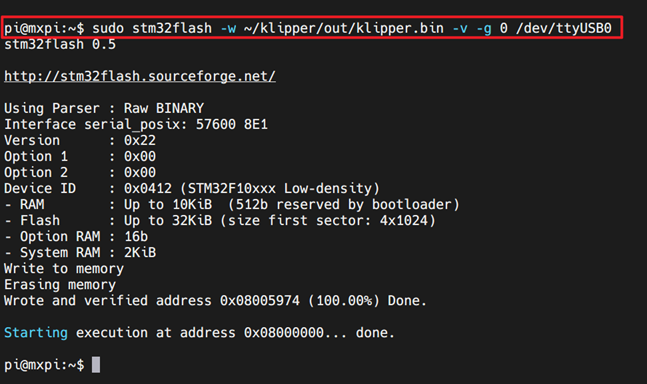 pi@mxpi:~$ sudo stm32flash -w ~/klipper/out/klipper.bin -v -g 0 /dev/ttyUSB0
stm32flash 0.5
http://stm32flash.sourceforge.net/
Using Parser : Raw BINARY
Interface serial_posix: 57600 8E1
Version      : 0x22
Option 1     : 0x00
Option 2     : 0x00
Device ID    : 0x0412 (STM32F10xxx Low-density)
- RAM        : Up to 10KiB  (512b reserved by bootloader)
- Flash      : Up to 32KiB (size first sector: 4x1024)
- Option RAM : 16b
- System RAM : 2KiB
Write to memory
Erasing memory
Wrote and verified address 0x08005974 (100.00%) Done.
Starting execution at address 0x08000000... done.
pi@mxpi:~$